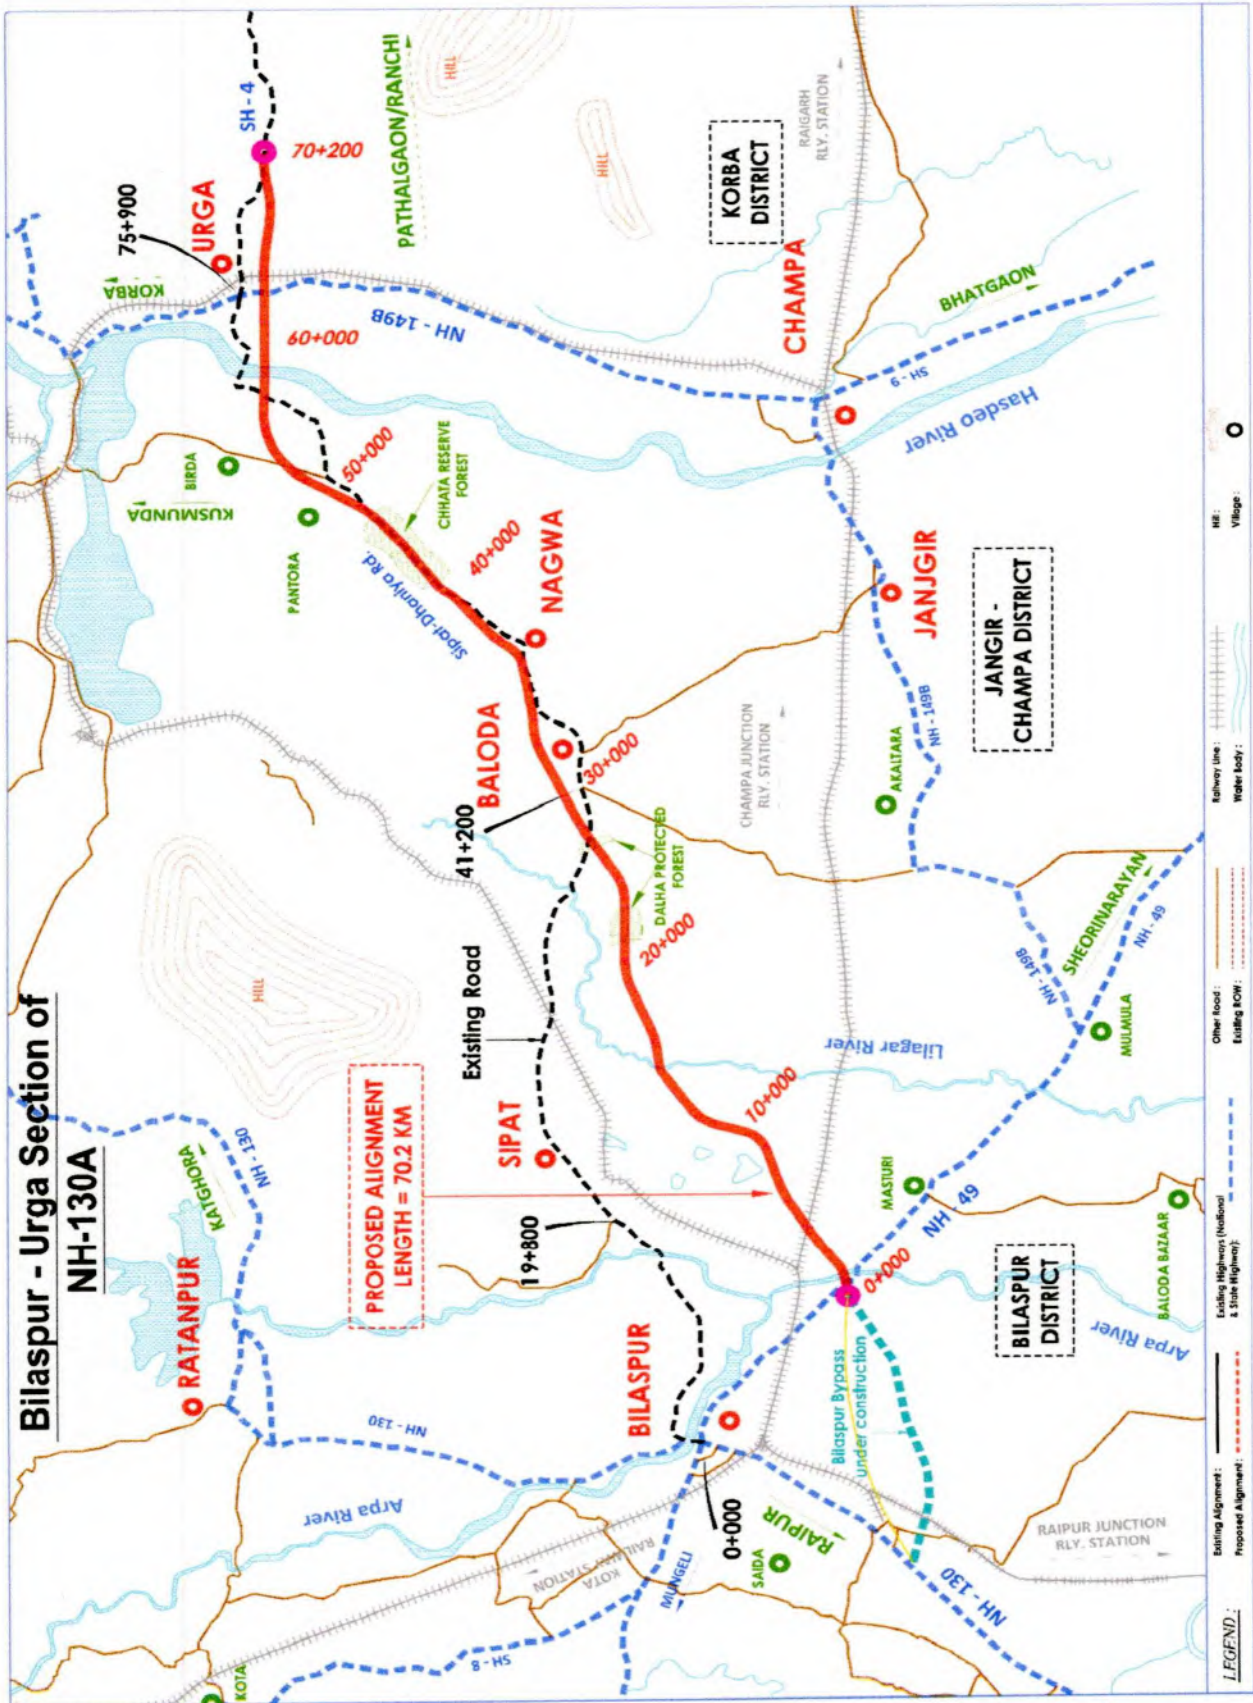 Bilaspur - Urga Section of
NH-130A
RATANPUR
KATGHORA
NH - 130
HILL
KORBA
75+900
URGA
SH - 4
70+200
PATHALGAON/RANCHI
HILL
HILL
BIRDA
KUSMUNDA
PANTORA
60+000
NH - 149B
50+000
CHHATA RESERVE
FOREST
Sipat-Dhaniya Rd.
40+000
NAGWA
BALODA
41+200
30+000
Existing Road
PROPOSED ALIGNMENT
LENGTH = 70.2 KM
SIPAT
19+800
DALHA PROTECTED
FOREST
20+000
10+000
CHAMPA JUNCTION
RLY. STATION
KORBA
DISTRICT
RAIGARH
RLY. STATION
CHAMPA
BHATGAON
SH - 9
Hasdeo River
JANJGIR
JANGIR -
CHAMPA DISTRICT
NH - 149B
AKALTARA
NH - 149B
SHEORINARAYAN
NH - 49
MULMULA
Lilagar River
MASTURI
NH - 49
BALODA BAZAAR
Arpa River
BILASPUR
DISTRICT
0+000
Bilaspur Bypass
under construction
BILASPUR
NH - 130
Arpa River
0+000
RAIPUR
SAIDA
MUNGELI
KOTA
RAILWAY STATION
SH - 8
KOTA
NH - 130
RAIPUR JUNCTION
RLY. STATION
LEGEND :
Existing Alignment :
Proposed Alignment :
Existing Highways (National
& State Highway):
Other Road :
Existing ROW :
Railway Line :
Water Body :
Hill :
Village :